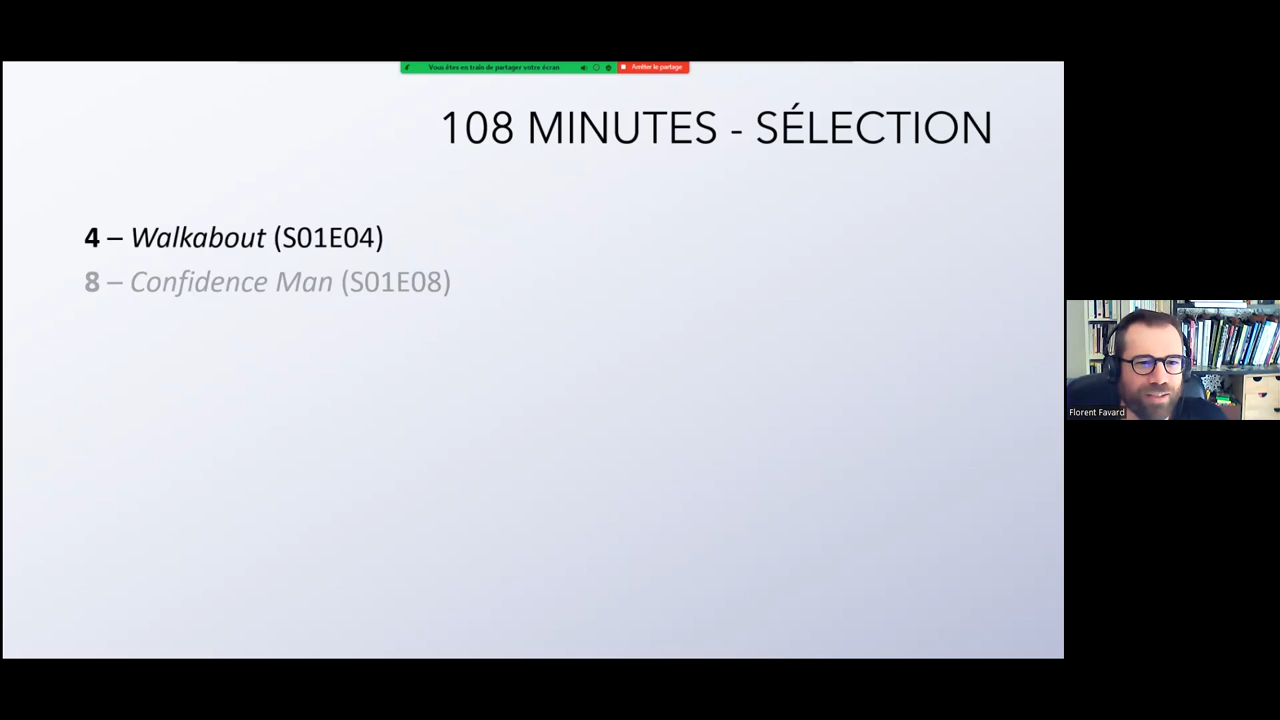 Vous êtes en train de partager votre écran
Arrêter le partage
108 MINUTES - SÉLECTION
4 – Walkabout (S01E04)
8 – Confidence Man (S01E08)
Florent Favard